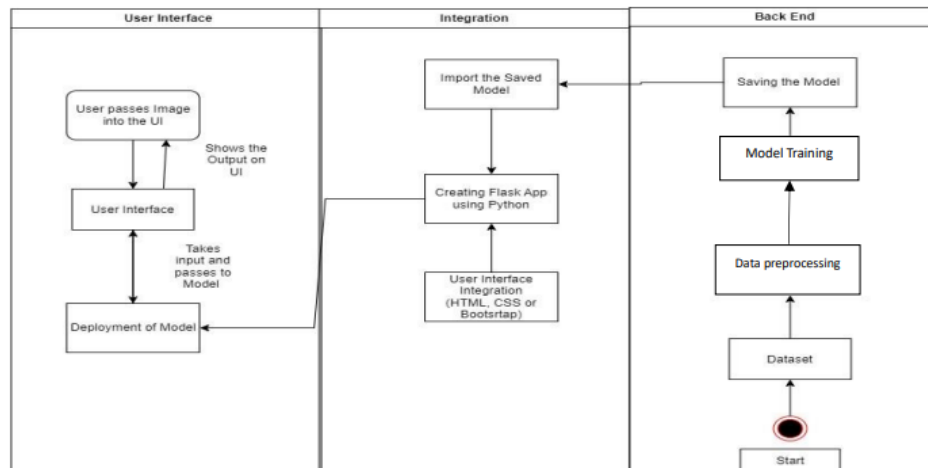 User Interface
Integration
Back End
User passes Image
into the UI
Shows the
Output on
UI
User Interface
Takes
input and
passes to
Model
Deployment of Model
Import the Saved
Model
Creating Flask App
using Python
User Interface
Integration
(HTML, CSS or
Bootsrtap)
Saving the Model
Model Training
Data preprocessing
Dataset
Start